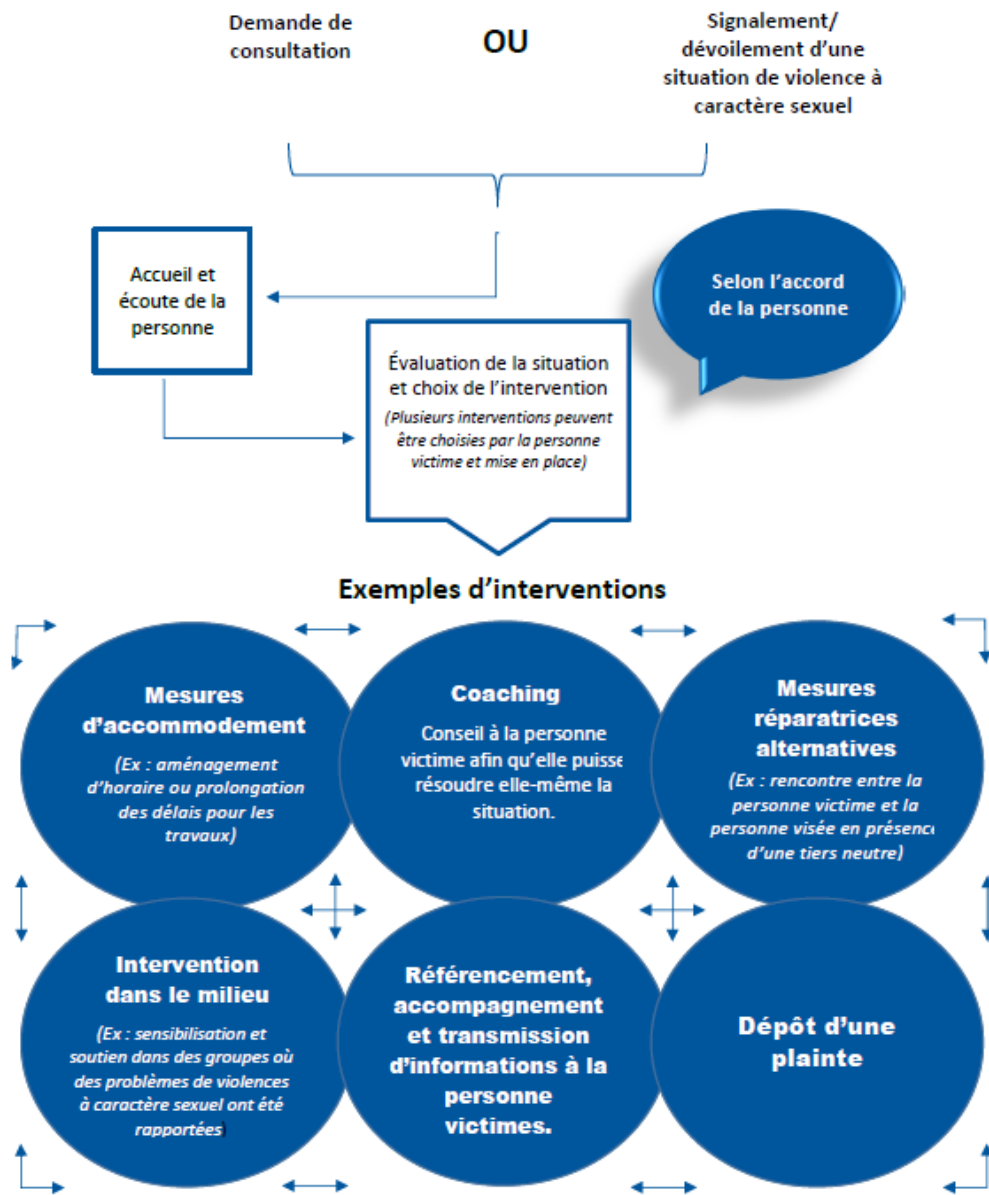 Demande de
consultation
OU
Signalement/
dévoilement d'une
situation de violence à
caractère sexuel
Accueil et
écoute de la
personne
Selon l'accord
de la personne
Évaluation de la situation
et choix de l'intervention
(Plusieurs interventions peuvent
être choisies par la personne
victime et mise en place)
Exemples d'interventions
Mesures
d'accommodement
(Ex : aménagement
d'horaire ou prolongation
des délais pour les
travaux)
Coaching
Conseil à la personne
victime afin qu'elle puisse
résoudre elle-même la
situation.
Mesures
réparatrices
alternatives
(Ex : rencontre entre la
personne victime et la
personne visée en présence
d'une tiers neutre)
Intervention
dans le milieu
(Ex : sensibilisation et
soutien dans des groupes où
des problèmes de violences
à caractère sexuel ont été
rapportées)
Référencement,
accompagnement
et transmission
d'informations à la
personne
victimes.
Dépôt d'une
plainte